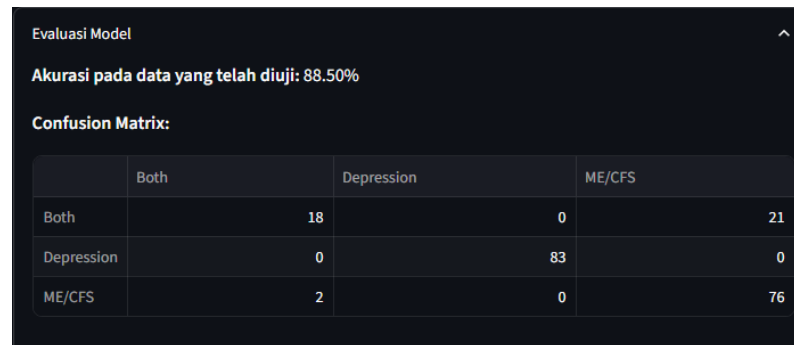 Evaluasi Model
Akurasi pada data yang telah diuji: 88.50%
Confusion Matrix:
Both Depression ME/CFS
Both 18 0 21
Depression 0 83 0
ME/CFS 2 0 76